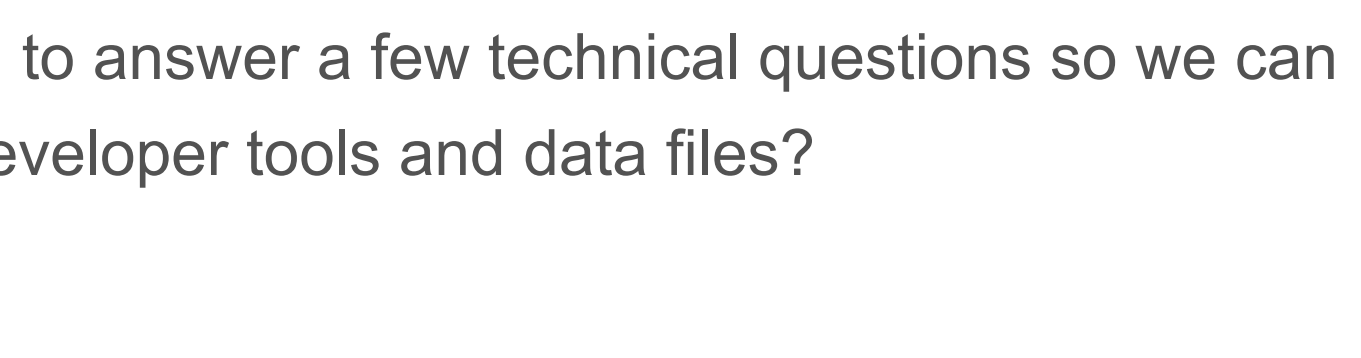 to answer a few technical questions so we can
eveloper tools and data files?